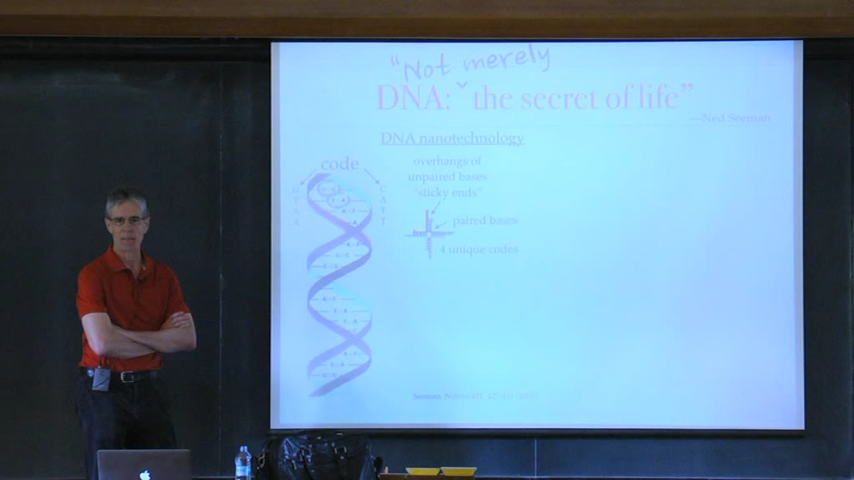 "Not merely
DNA: ˅ the secret of life"
—Ned Seeman
DNA nanotechnology
code
overhangs of
unpaired bases
"sticky ends"
paired bases
4 unique codes